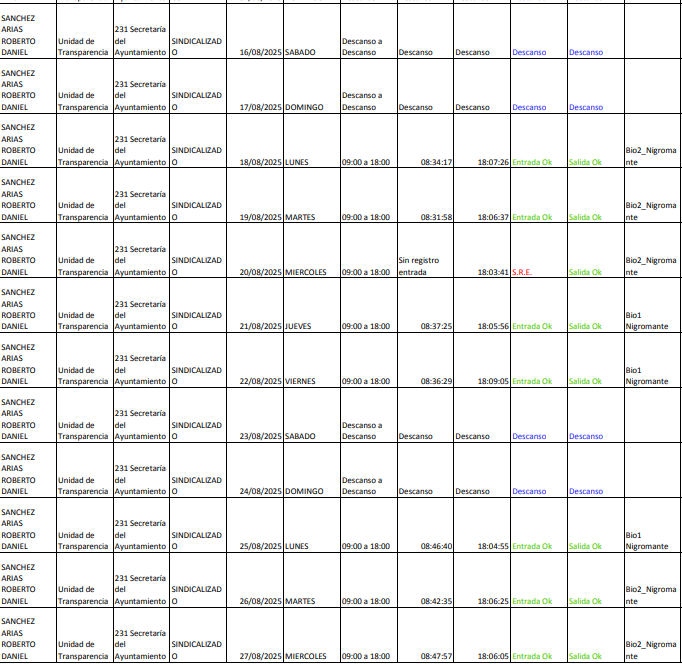 SANCHEZ
ARIAS
ROBERTO
DANIEL
Unidad de
Transparencia
231 Secretaría
del
Ayuntamiento
SINDICALIZAD
O
16/08/2025 SABADO
Descanso a
Descanso
Descanso
Descanso
Descanso
Descanso
SANCHEZ
ARIAS
ROBERTO
DANIEL
Unidad de
Transparencia
231 Secretaría
del
Ayuntamiento
SINDICALIZAD
O
17/08/2025 DOMINGO
Descanso a
Descanso
Descanso
Descanso
Descanso
Descanso
SANCHEZ
ARIAS
ROBERTO
DANIEL
Unidad de
Transparencia
231 Secretaría
del
Ayuntamiento
SINDICALIZAD
O
18/08/2025 LUNES
09:00 a 18:00
08:34:17
18:07:26
Entrada Ok
Salida Ok
Bio2_Nigroma
nte
SANCHEZ
ARIAS
ROBERTO
DANIEL
Unidad de
Transparencia
231 Secretaría
del
Ayuntamiento
SINDICALIZAD
O
19/08/2025 MARTES
09:00 a 18:00
08:31:58
18:06:37
Entrada Ok
Salida Ok
Bio2_Nigroma
nte
SANCHEZ
ARIAS
ROBERTO
DANIEL
Unidad de
Transparencia
231 Secretaría
del
Ayuntamiento
SINDICALIZAD
O
20/08/2025 MIERCOLES
09:00 a 18:00
Sin registro
entrada
18:03:41
S.R.E.
Salida Ok
Bio2_Nigroma
nte
SANCHEZ
ARIAS
ROBERTO
DANIEL
Unidad de
Transparencia
231 Secretaría
del
Ayuntamiento
SINDICALIZAD
O
21/08/2025 JUEVES
09:00 a 18:00
08:37:25
18:05:56
Entrada Ok
Salida Ok
Bio1
Nigromante
SANCHEZ
ARIAS
ROBERTO
DANIEL
Unidad de
Transparencia
231 Secretaría
del
Ayuntamiento
SINDICALIZAD
O
22/08/2025 VIERNES
09:00 a 18:00
08:36:29
18:09:05
Entrada Ok
Salida Ok
Bio1
Nigromante
SANCHEZ
ARIAS
ROBERTO
DANIEL
Unidad de
Transparencia
231 Secretaría
del
Ayuntamiento
SINDICALIZAD
O
23/08/2025 SABADO
Descanso a
Descanso
Descanso
Descanso
Descanso
Descanso
SANCHEZ
ARIAS
ROBERTO
DANIEL
Unidad de
Transparencia
231 Secretaría
del
Ayuntamiento
SINDICALIZAD
O
24/08/2025 DOMINGO
Descanso a
Descanso
Descanso
Descanso
Descanso
Descanso
SANCHEZ
ARIAS
ROBERTO
DANIEL
Unidad de
Transparencia
231 Secretaría
del
Ayuntamiento
SINDICALIZAD
O
25/08/2025 LUNES
09:00 a 18:00
08:46:40
18:04:55
Entrada Ok
Salida Ok
Bio1
Nigromante
SANCHEZ
ARIAS
ROBERTO
DANIEL
Unidad de
Transparencia
231 Secretaría
del
Ayuntamiento
SINDICALIZAD
O
26/08/2025 MARTES
09:00 a 18:00
08:42:35
18:06:25
Entrada Ok
Salida Ok
Bio2_Nigroma
nte
SANCHEZ
ARIAS
ROBERTO
DANIEL
Unidad de
Transparencia
231 Secretaría
del
Ayuntamiento
SINDICALIZAD
O
27/08/2025 MIERCOLES
09:00 a 18:00
08:47:57
18:06:05
Entrada Ok
Salida Ok
Bio2_Nigroma
nte